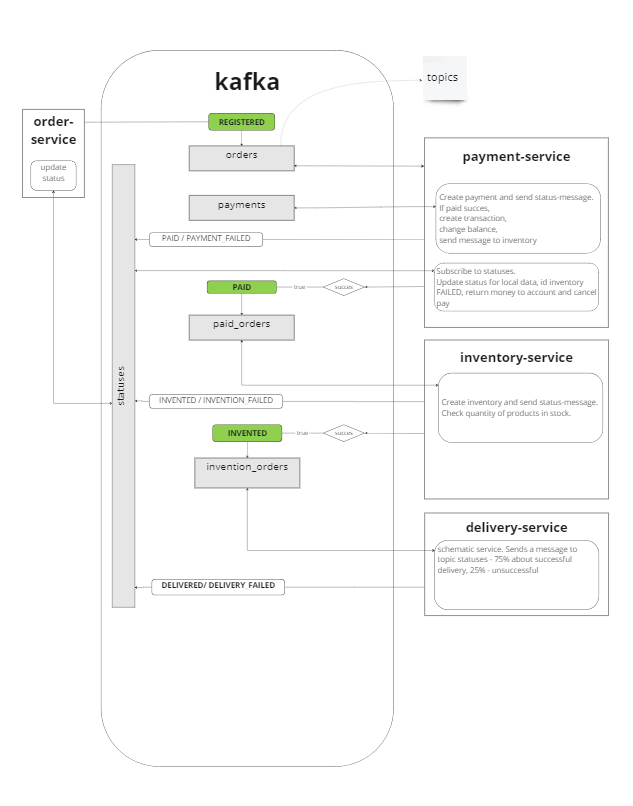 kafka
topics
order-
service
update
status
REGISTERED
orders
payments
PAID / PAYMENT_FAILED
PAID
true
succes
paid_orders
statuses
INVENTED / INVENTION_FAILED
INVENTED
true
succes
invention_orders
DELIVERED/ DELIVERY_FAILED
payment-service
Create payment and send status-message.
If paid succes,
create transaction,
change balance,
send message to inventory
Subscribe to statuses.
Update status for local data, id inventory
FAILED, return money to account and cancel
pay
inventory-service
Create inventory and send status-message.
Check quantity of products in stock.
delivery-service
schematic service. Sends a message to
topic statuses - 75% about successful
delivery, 25% - unsuccessful